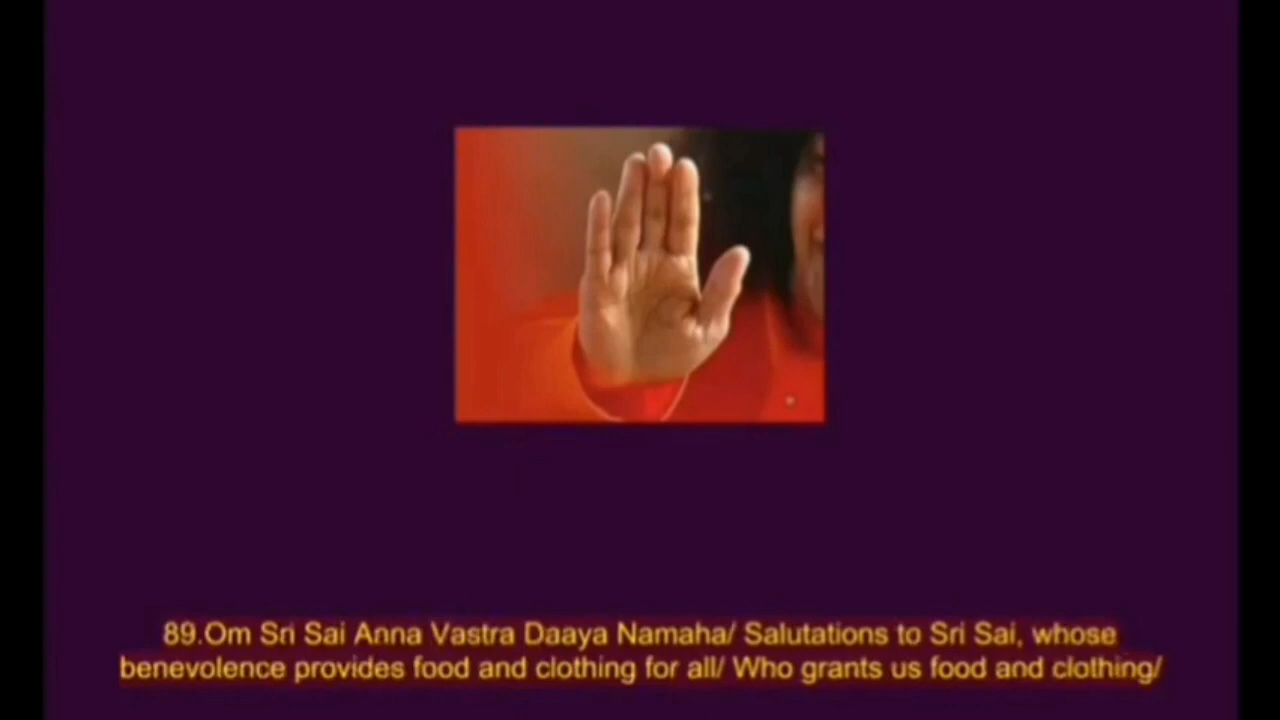 89.Om Sri Sai Anna Vastra Daaya Namaha/ Salutations to Sri Sai, whose
benevolence provides food and clothing for all/ Who grants us food and clothing/